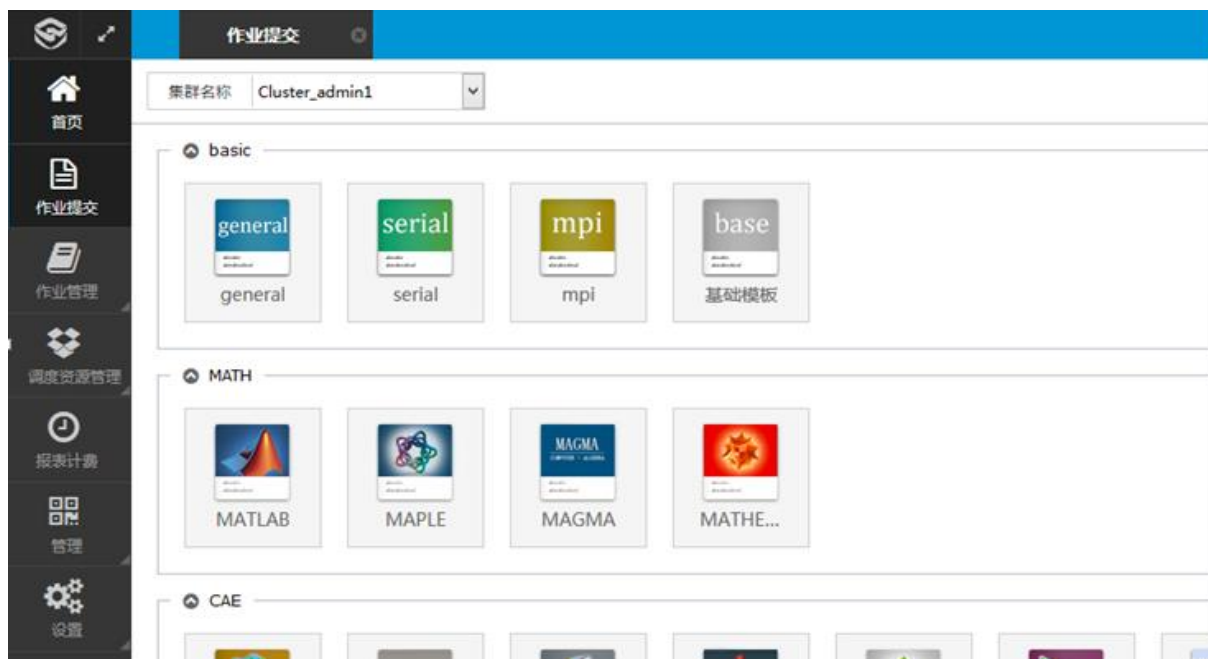 作业提交
首页
作业提交
作业管理
调度资源管理
报表计费
管理
设置
集群名称 Cluster_admin1
basic
general serial mpi base
general serial mpi 基础模板
MATH
MAGMA
MATLAB MAPLE MAGMA MATHE...
CAE